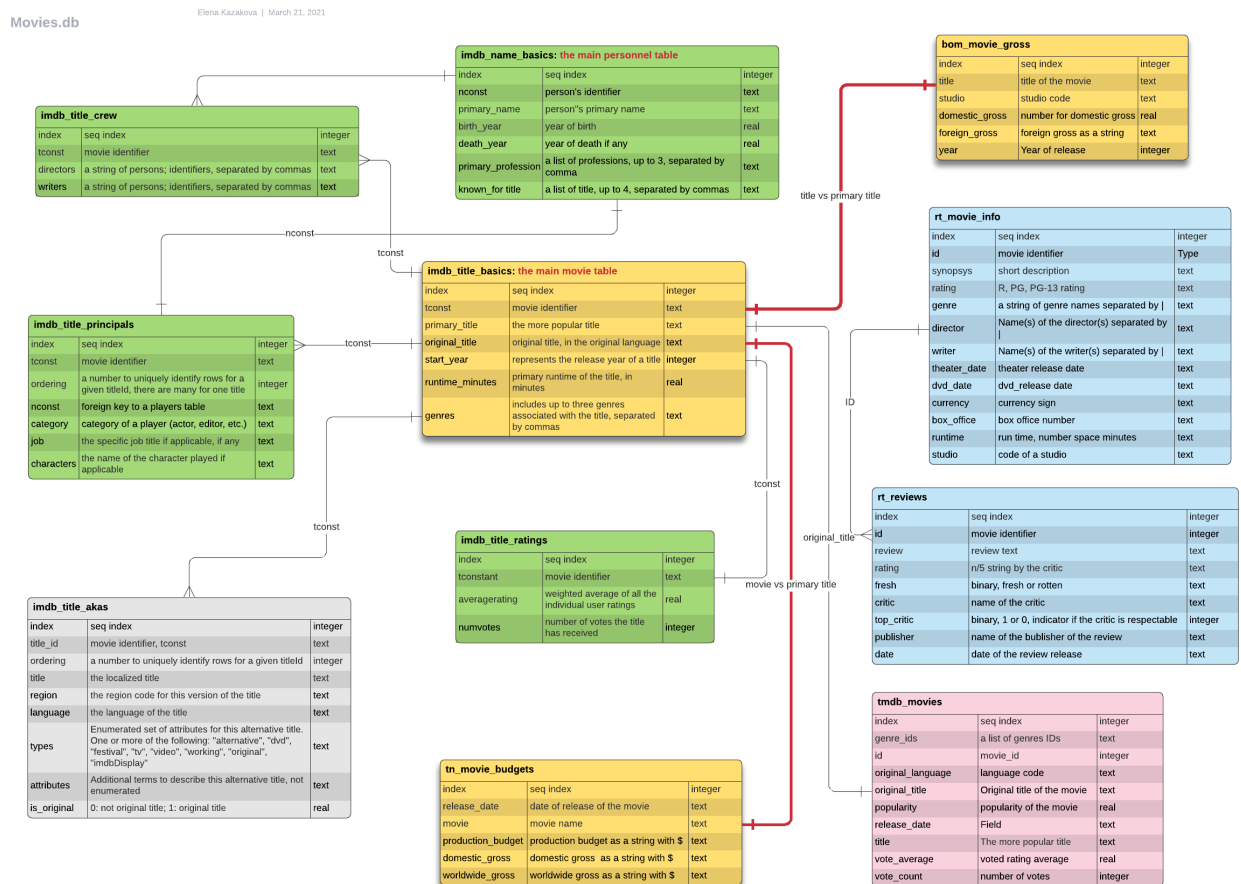 Elena Kazakova | March 21, 2021
Movies.db
imdb_name_basics: the main personnel table
index seq index integer
nconst person's identifier text
primary_name person"s primary name text
birth_year year of birth real
death_year year of death if any real
primary_profession a list of professions, up to 3, separated by
comma text
known_for title a list of title, up to 4, separated by commas text
bom_movie_gross
index seq index integer
title title of the movie text
studio studio code text
domestic_gross number for domestic gross real
foreign_gross foreign gross as a string text
year Year of release integer
imdb_title_crew
index seq index integer
tconst movie identifier text
directors a string of persons; identifiers, separated by commas text
writers a string of persons; identifiers, separated by commas text
title vs primary title
nconst
tconst
rt_movie_info
index seq index integer
id movie identifier Type
synopsys short description text
rating R, PG, PG-13 rating text
genre a string of genre names separated by | text
director Name(s) of the director(s) separated by
| text
writer Name(s) of the writer(s) separated by | text
theater_date theater release date text
dvd_date dvd_release date text
currency currency sign text
box_office box office number text
runtime run time, number space minutes text
studio code of a studio text
imdb_title_basics: the main movie table
index seq index integer
tconst movie identifier text
primary_title the more popular title text
original_title original title, in the original language text
start_year represents the release year of a title integer
runtime_minutes primary runtime of the title, in
minutes real
genres includes up to three genres
associated with the title, separated
by commas text
imdb_title_principals
index seq index integer
tconst movie identifier text
ordering a number to uniquely identify rows for a
given titleId, there are many for one title integer
nconst foreign key to a players table text
category category of a player (actor, editor, etc.) text
job the specific job title if applicable, if any text
characters the name of the character played if
applicable text
tconst
ID
tconst
tconst
original_title
movie vs primary title
rt_reviews
index seq index integer
id movie identifier integer
review review text text
rating n/5 string by the critic text
fresh binary, fresh or rotten text
critic name of the critic text
top_critic binary, 1 or 0, indicator if the critic is respectable integer
publisher name of the bublisher of the review text
date date of the review release text
imdb_title_ratings
index seq index integer
tconstant movie identifier text
averagerating weighted average of all the
individual user ratings real
numvotes number of votes the title
has received integer
imdb_title_akas
index seq index integer
title_id movie identifier, tconst text
ordering a number to uniquely identify rows for a given titleId integer
title the localized title text
region the region code for this version of the title text
language the language of the title text
types Enumerated set of attributes for this alternative title.
One or more of the following: "alternative", "dvd",
"festival", "tv", "video", "working", "original",
"imdbDisplay" text
attributes Additional terms to describe this alternative title, not
enumerated text
is_original 0: not original title; 1: original title real
tmdb_movies
index seq index integer
genre_ids a list of genres IDs text
id movie_id integer
original_language language code text
original_title Original title of the movie text
popularity popularity of the movie real
release_date Field text
title The more popular title text
vote_average voted rating average real
vote_count number of votes integer
tn_movie_budgets
index seq index integer
release_date date of release of the movie text
movie movie name text
production_budget production budget as a string with $ text
domestic_gross domestic gross as a string with $ text
worldwide_gross worldwide gross as a string with $ text